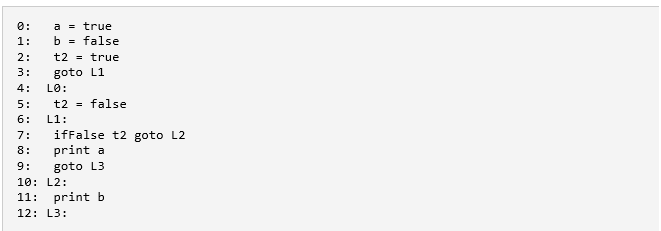 0:   a = true
1:   b = false
2:   t2 = true
3:   goto L1
4:  L0:
5:   t2 = false
6:  L1:
7:   ifFalse t2 goto L2
8:   print a
9:   goto L3
10: L2:
11:  print b
12: L3: